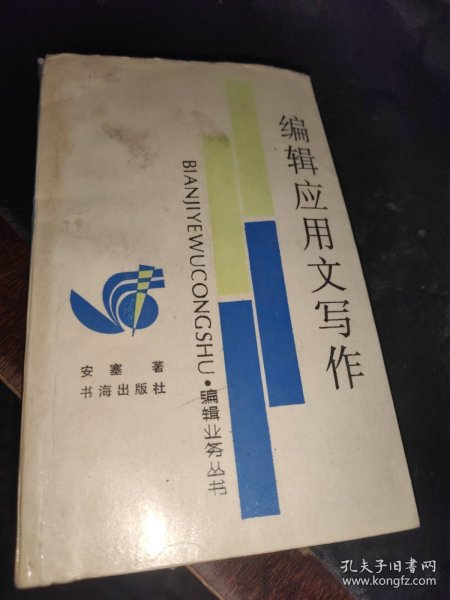 编辑应用文写作
BIANJIYEWUCONGSHU·编辑业务丛书
安塞 著
书海出版社
孔夫子旧书网
www.kongfz.com